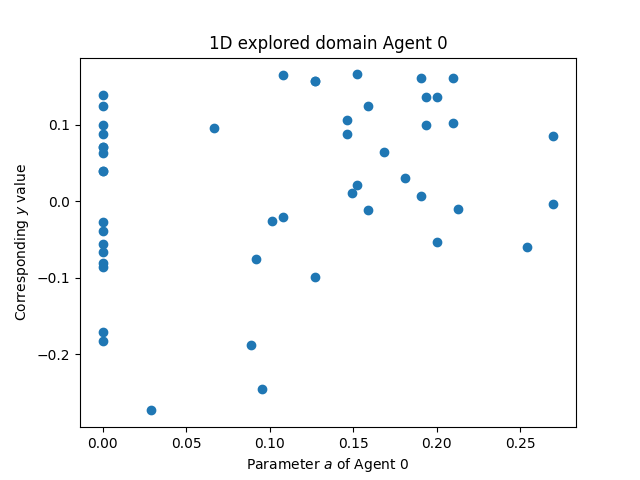 1D explored domain Agent 0
Corresponding y value
0.1
0.0
−0.1
−0.2
0.00 0.05 0.10 0.15 0.20 0.25
Parameter a of Agent 0